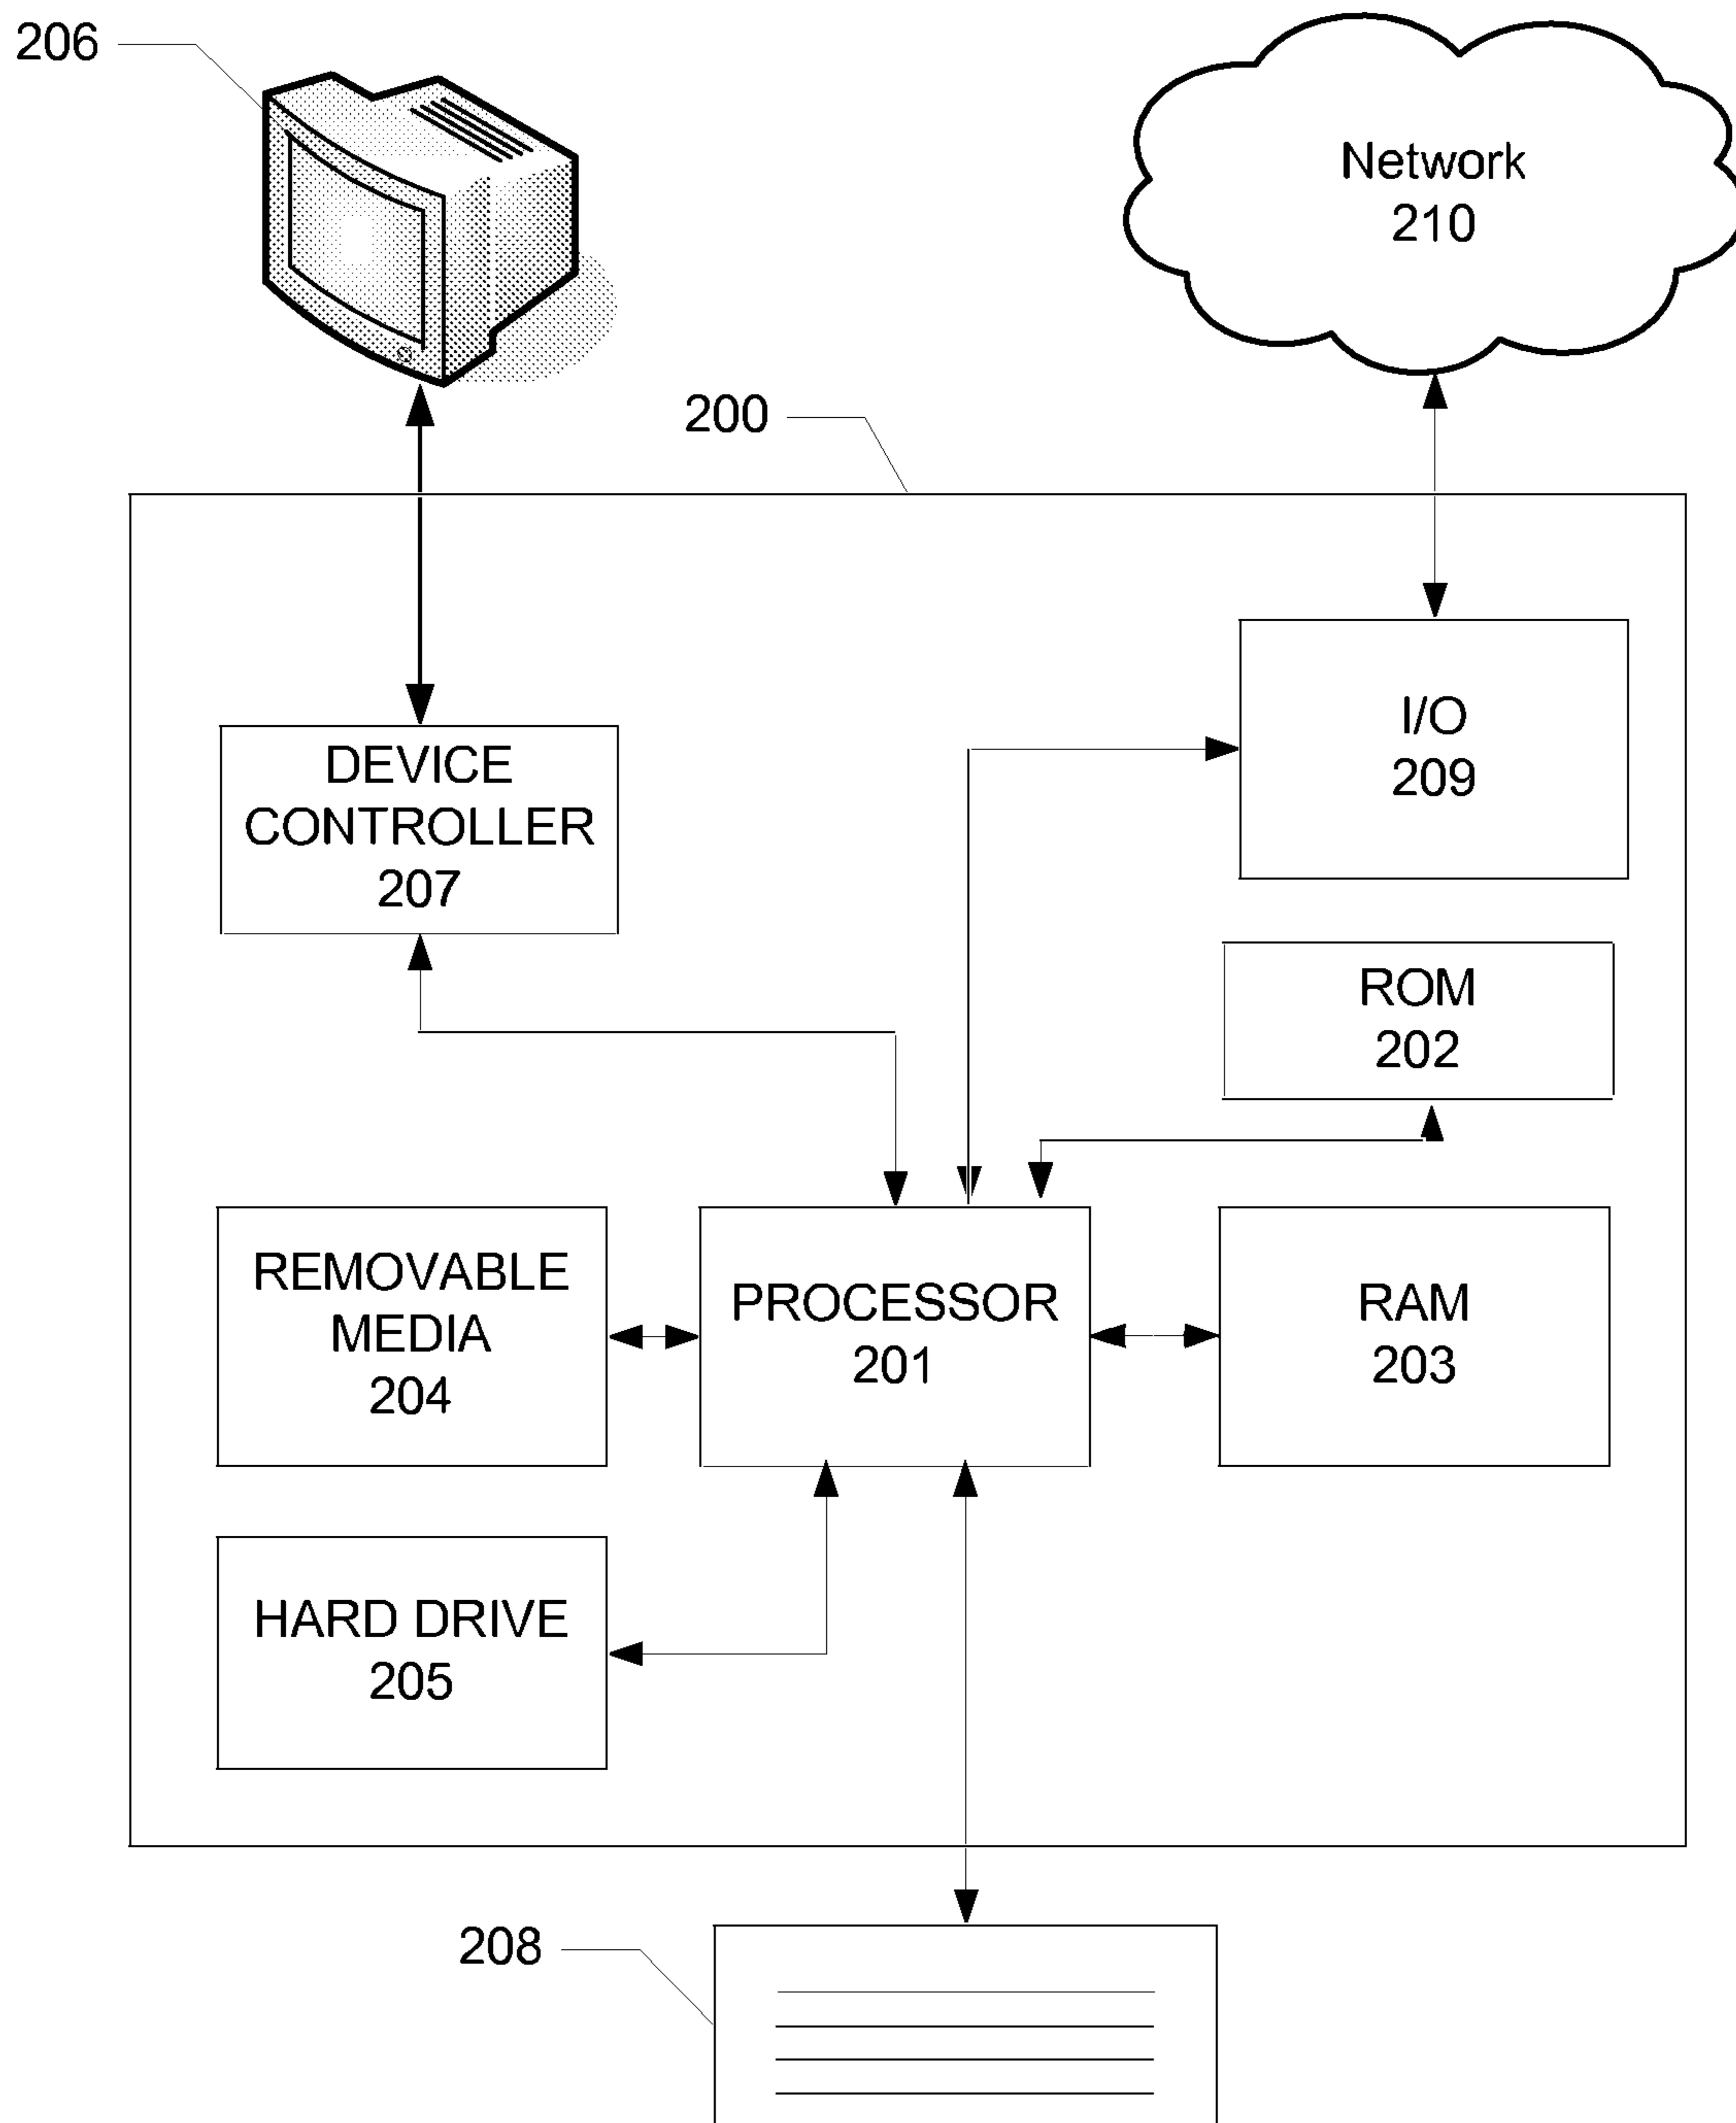 206
Network
210
200
I/O
209
DEVICE
CONTROLLER
207
ROM
202
REMOVABLE
MEDIA
204
PROCESSOR
201
RAM
203
HARD DRIVE
205
208